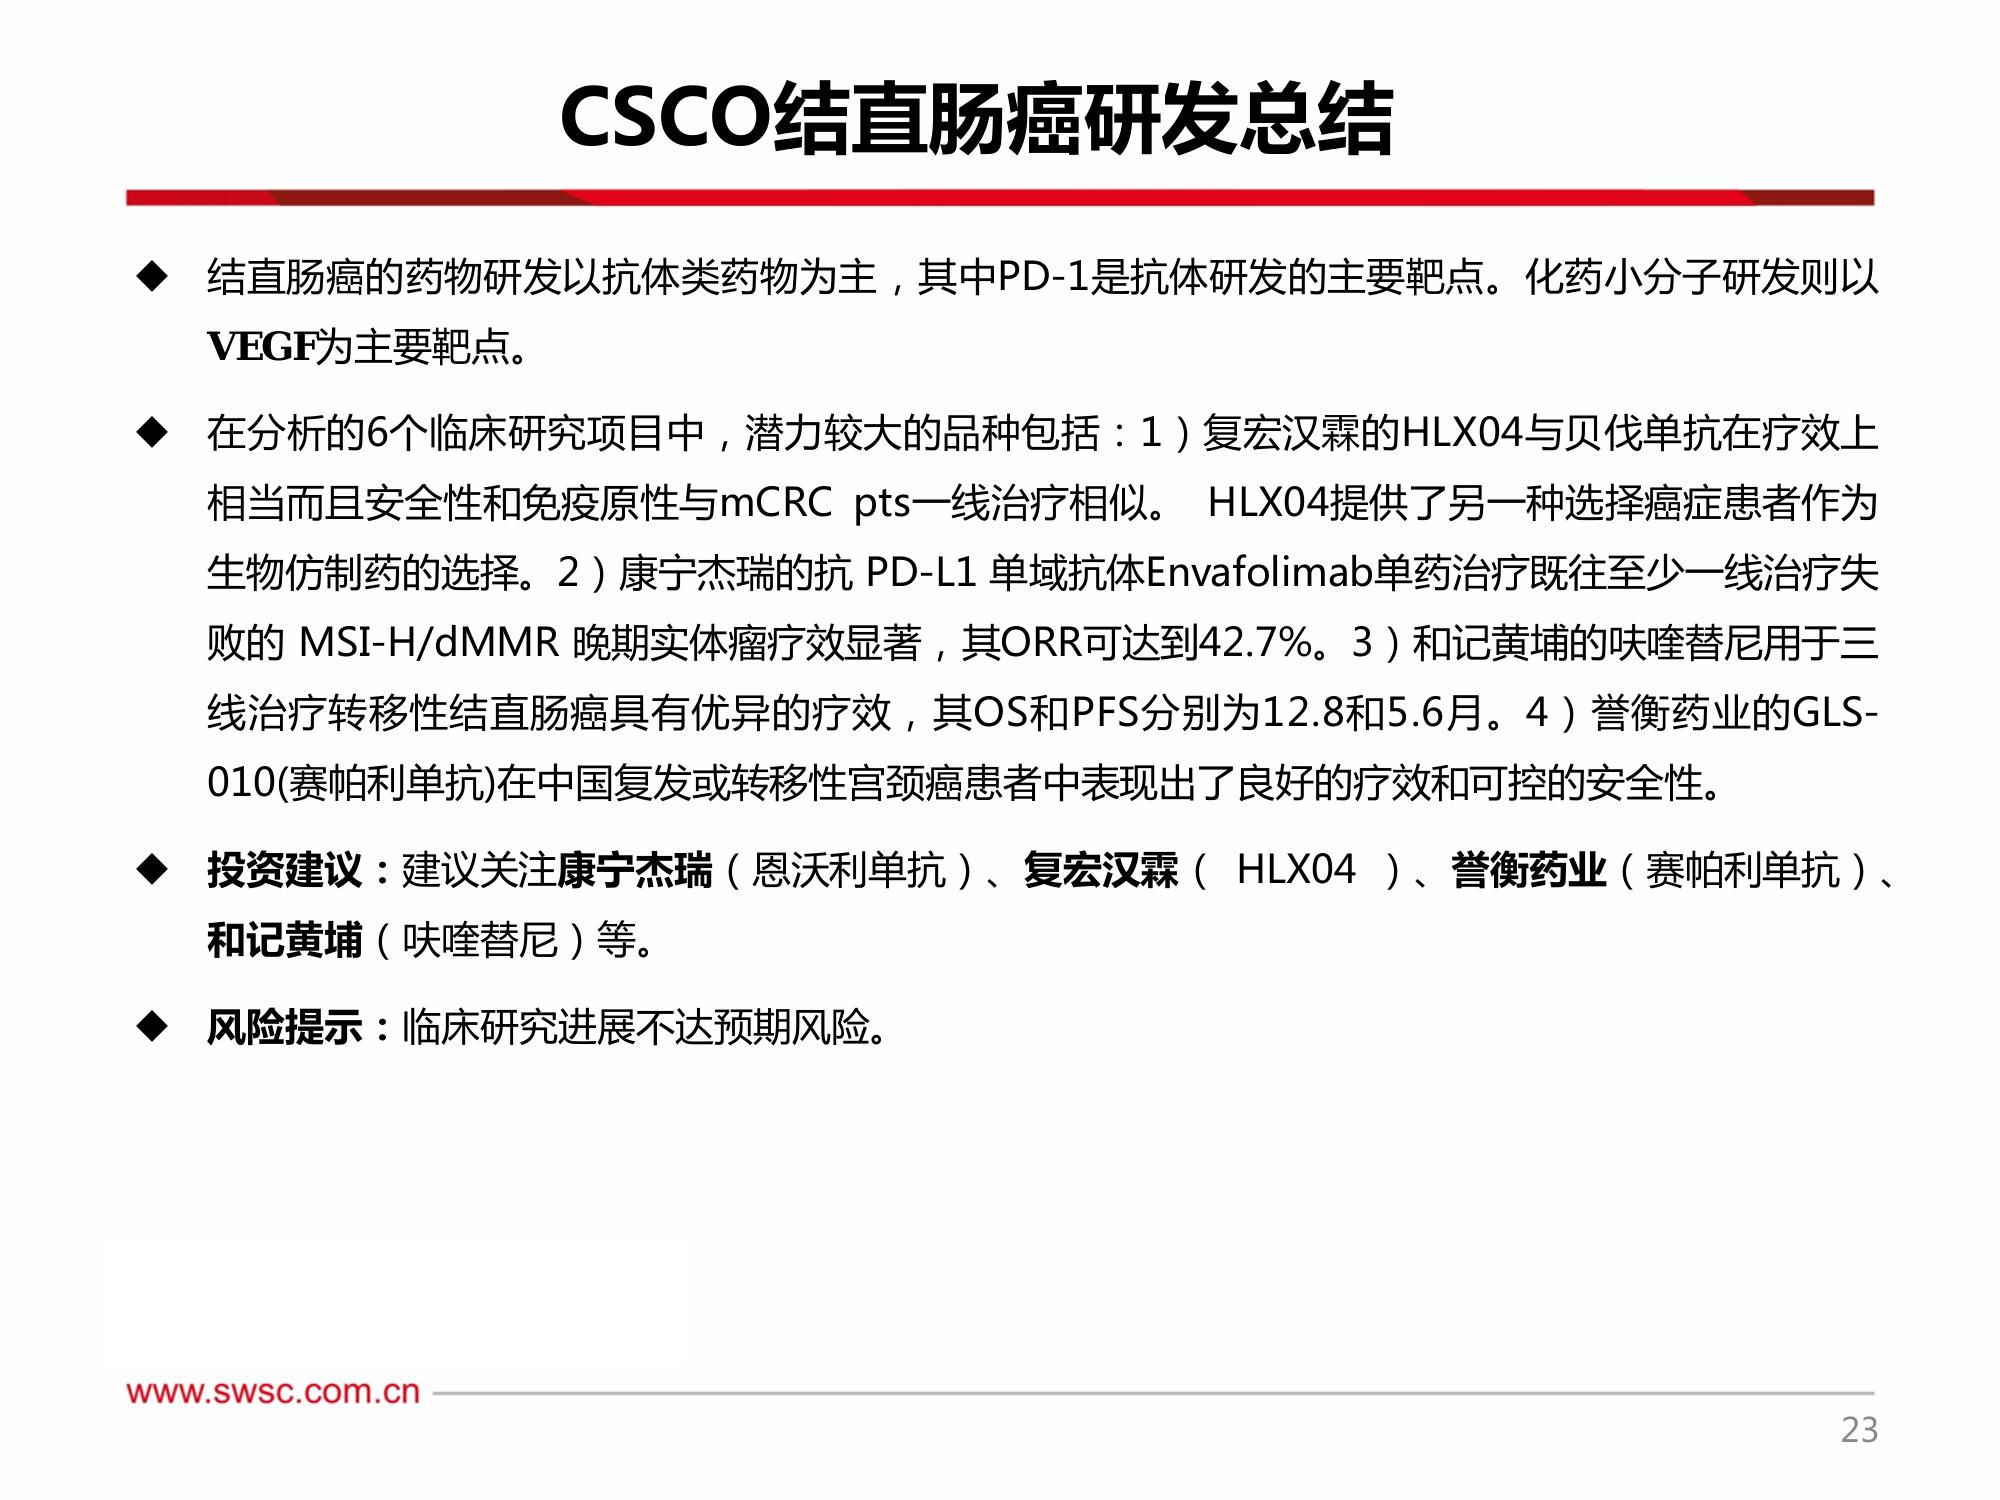 CSCO结直肠癌研发总结
◆ 结直肠癌的药物研发以抗体类药物为主，其中PD-1是抗体研发的主要靶点。化药小分子研发则以
VEGF为主要靶点。
◆ 在分析的6个临床研究项目中，潜力较大的品种包括：1）复宏汉霖的HLX04与贝伐单抗在疗效上
相当而且安全性和免疫原性与mCRC pts一线治疗相似。 HLX04提供了另一种选择癌症患者作为
生物仿制药的选择。2）康宁杰瑞的抗 PD-L1 单域抗体Envafolimab单药治疗既往至少一线治疗失
败的 MSI-H/dMMR 晚期实体瘤疗效显著，其ORR可达到42.7%。3）和记黄埔的呋喹替尼用于三
线治疗转移性结直肠癌具有优异的疗效，其OS和PFS分别为12.8和5.6月。4）誉衡药业的GLS-
010(赛帕利单抗)在中国复发或转移性宫颈癌患者中表现出了良好的疗效和可控的安全性。
◆ 投资建议：建议关注康宁杰瑞（恩沃利单抗）、复宏汉霖（ HLX04 ）、誉衡药业（赛帕利单抗）、
和记黄埔（呋喹替尼）等。
◆ 风险提示：临床研究进展不达预期风险。
www.swsc.com.cn
23